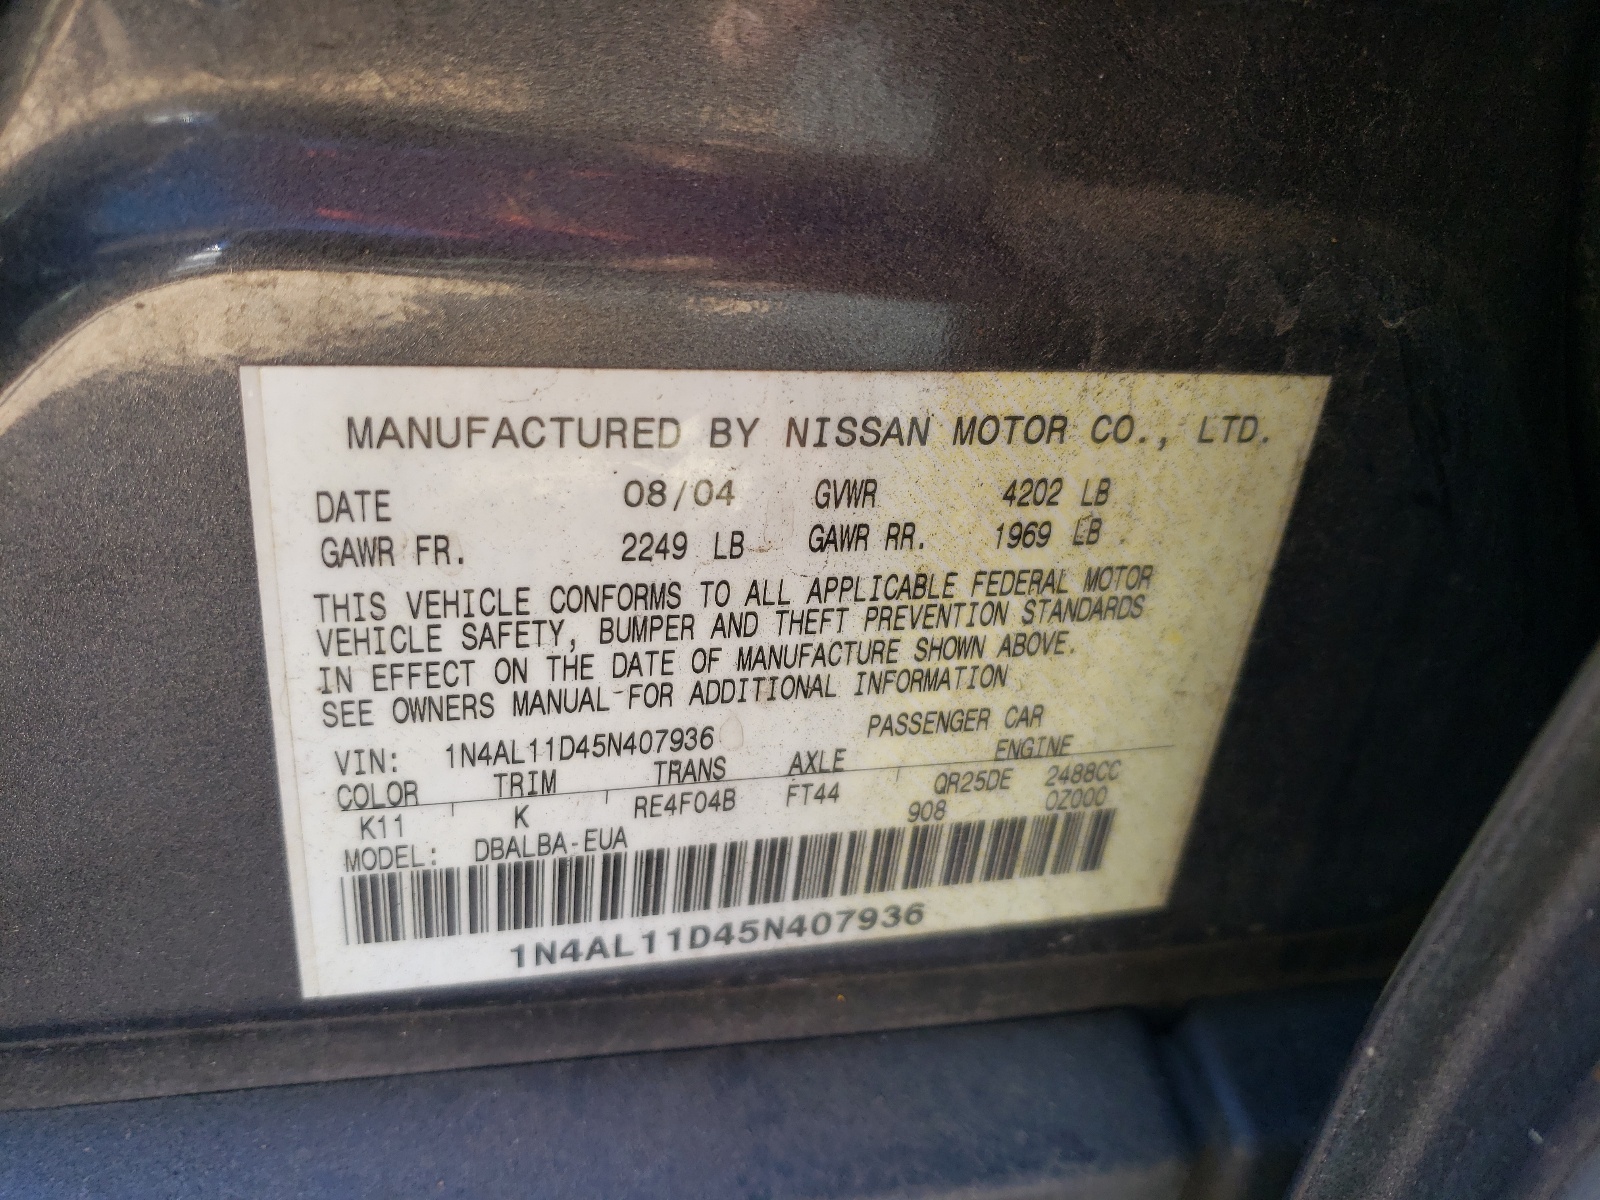 MANUFACTURED BY NISSAN MOTOR CO., LTD.
DATE 08/04 GVWR 4202 LB
GAWR FR. 2249 LB GAWR RR. 1969 LB
THIS VEHICLE CONFORMS TO ALL APPLICABLE FEDERAL MOTOR
VEHICLE SAFETY, BUMPER AND THEFT PREVENTION STANDARDS
IN EFFECT ON THE DATE OF MANUFACTURE SHOWN ABOVE.
SEE OWNERS MANUAL FOR ADDITIONAL INFORMATION
VIN: 1N4AL11D45N407936 PASSENGER CAR
COLOR TRIM TRANS AXLE ENGINE
K11 K RE4F04B FT44 QR25DE 2488CC
908 0Z000
MODEL: DBALBA-EUA
1N4AL11D45N407936